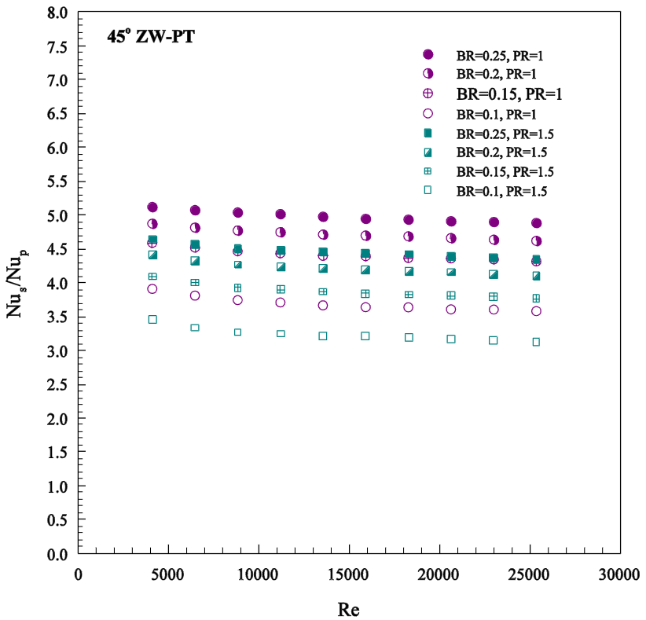 8.0
45° ZW-PT
7.5
BR=0.25, PR=1
BR=0.2, PR=1
7.0
BR=0.15, PR=1
BR=0.1, PR=1
6.5
BR=0.25, PR=1.5
6.0
BR=0.2, PR=1.5
BR=0.15, PR=1.5
5.5
BR=0.1, PR=1.5
5.0
4.5
4.0
Nus/Nup
3.5
3.0
2.5
2.0
1.5
1.0
0.5
0.0
0 5000 10000 15000 20000 25000 30000
Re